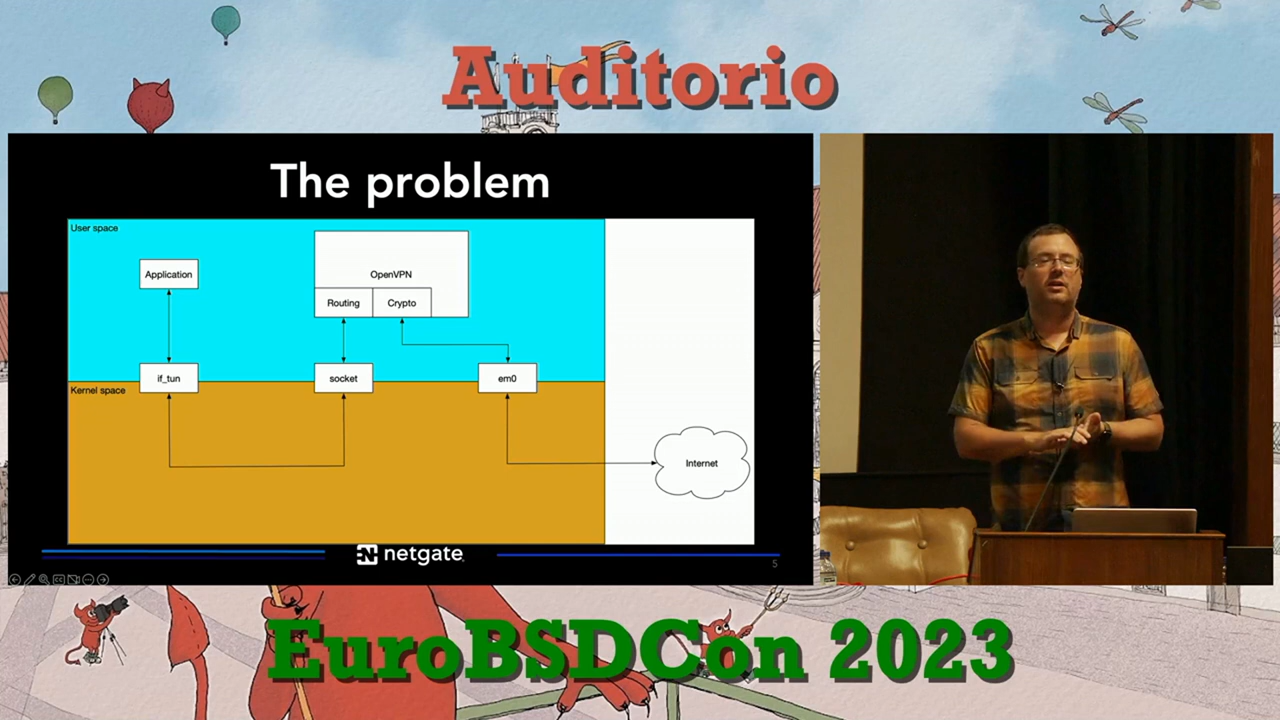 Auditorio
The problem
User space
Application
OpenVPN
Routing
Crypto
if_tun
socket
em0
Kernel space
Internet
netgate
5
EuroBSDCon 2023